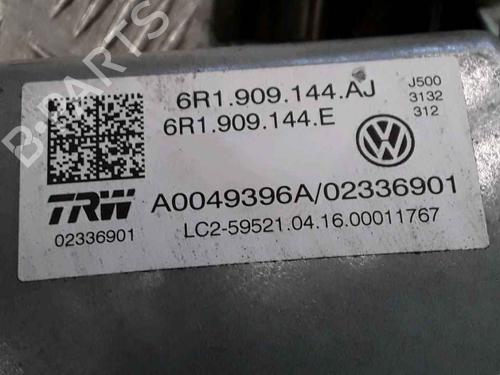 6R1.909.144.AJ
6R1.909.144.E
J500
3132
312
TRW
A0049396A/02336901
02336901
LC2-59521.04.16.00011767
B-PARTS